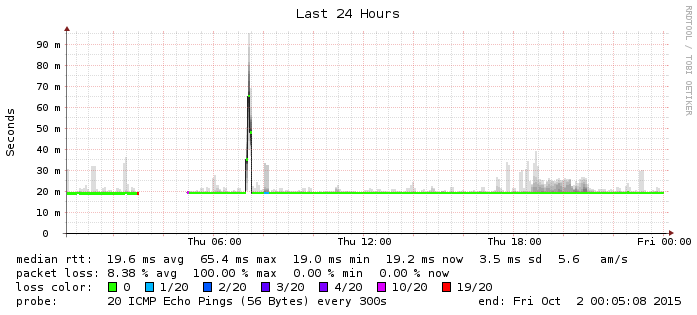 Last 24 Hours
RRDTOOL / TOBI OETIKER
Seconds
90 m
80 m
70 m
60 m
50 m
40 m
30 m
20 m
10 m
0
Thu 06:00 Thu 12:00 Thu 18:00 Fri 00:00
median rtt: 19.6 ms avg 65.4 ms max 19.0 ms min 19.2 ms now 3.5 ms sd 5.6 am/s
packet loss: 8.38 % avg 100.00 % max 0.00 % min 0.00 % now
loss color: 0 1/20 2/20 3/20 4/20 10/20 19/20
probe: 20 ICMP Echo Pings (56 Bytes) every 300s end: Fri Oct 2 00:05:08 2015